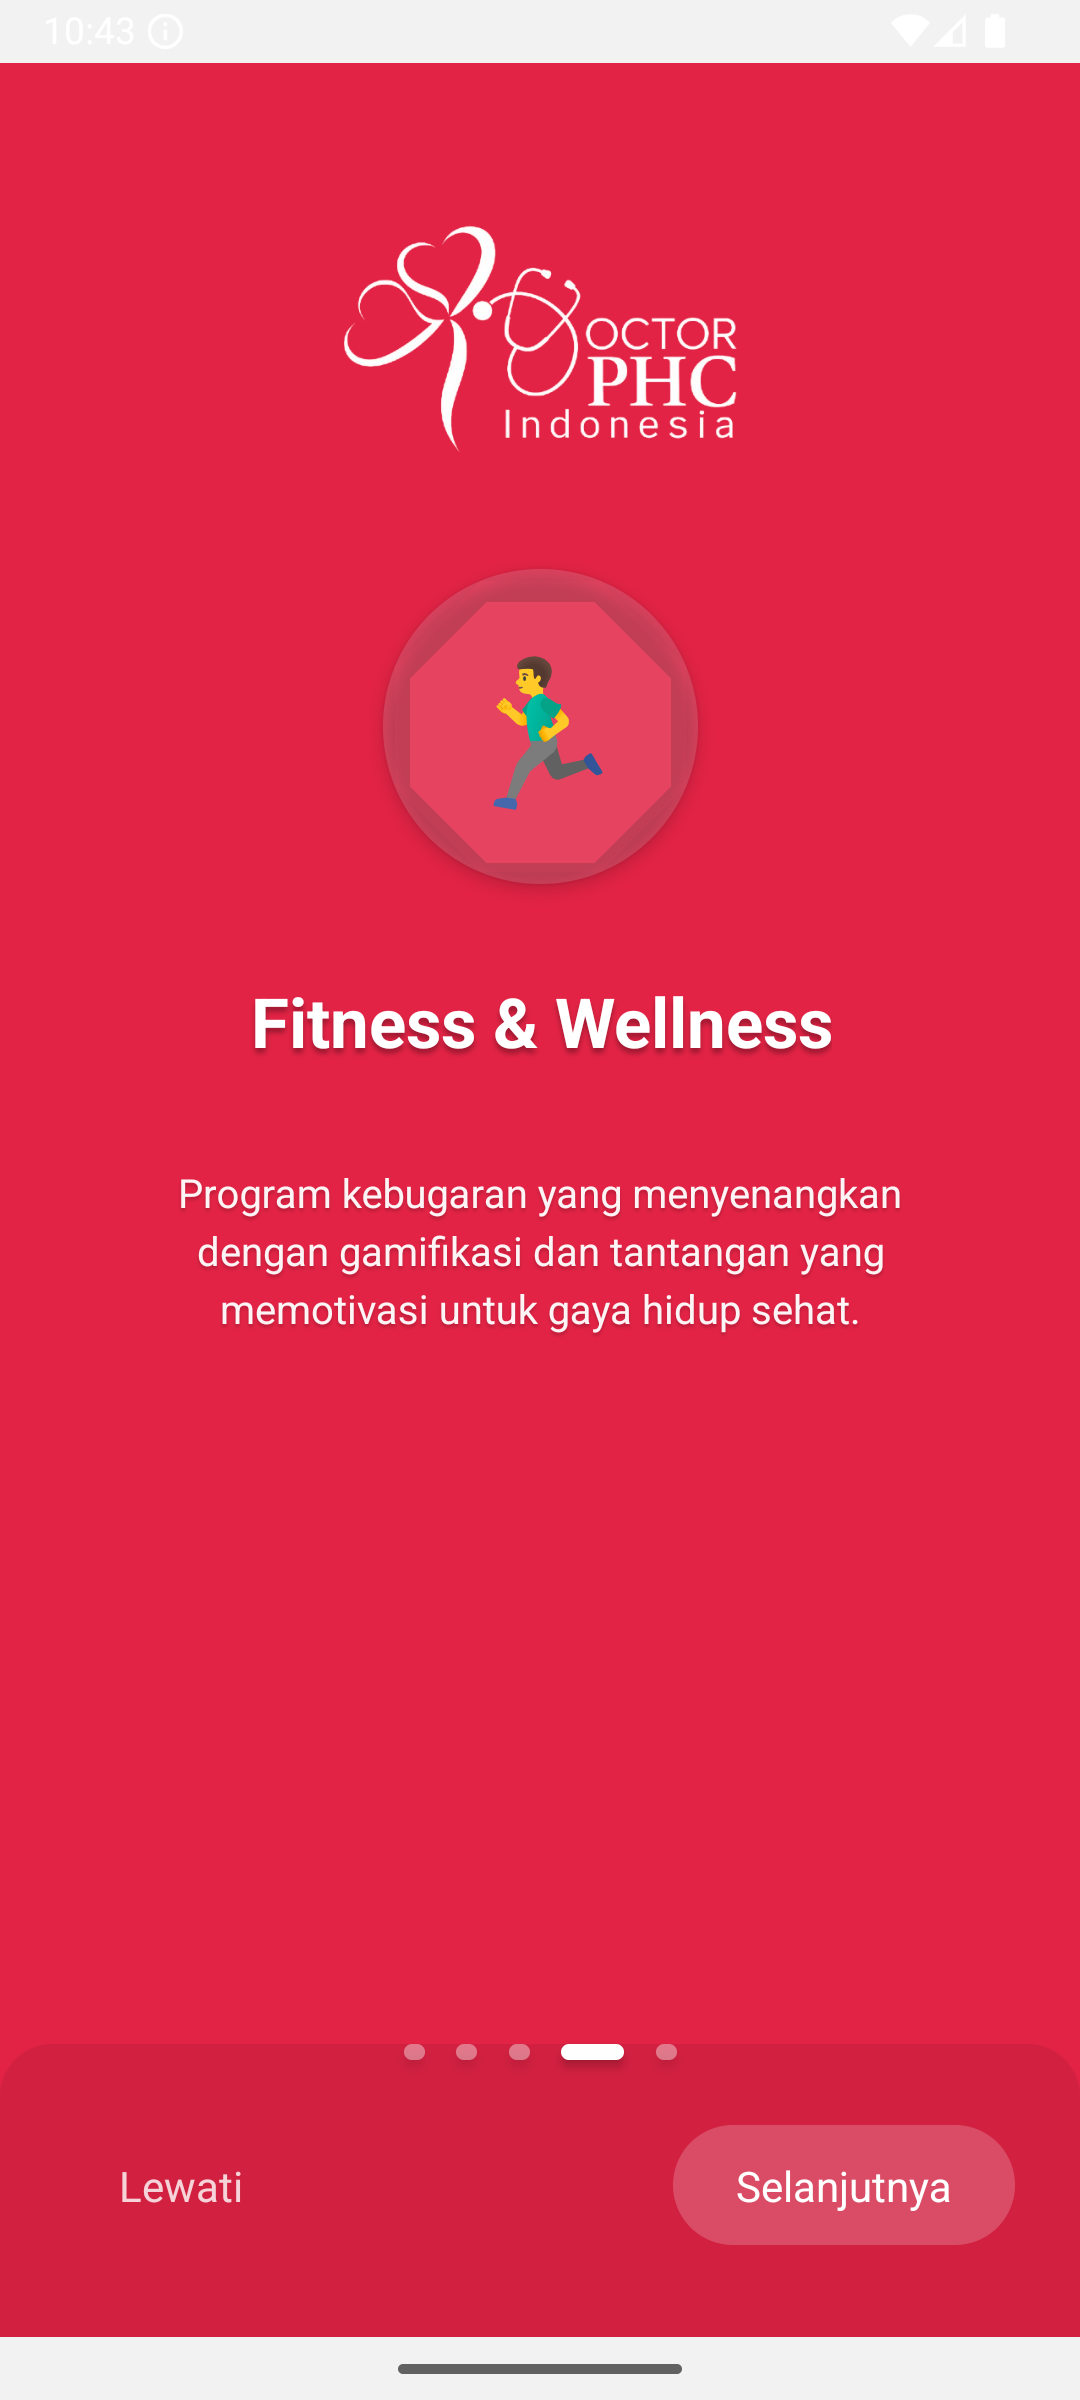 10:43
OCTOR
PHC
Indonesia
Fitness & Wellness
Program kebugaran yang menyenangkan
dengan gamifikasi dan tantangan yang
memotivasi untuk gaya hidup sehat.
Lewati
Selanjutnya